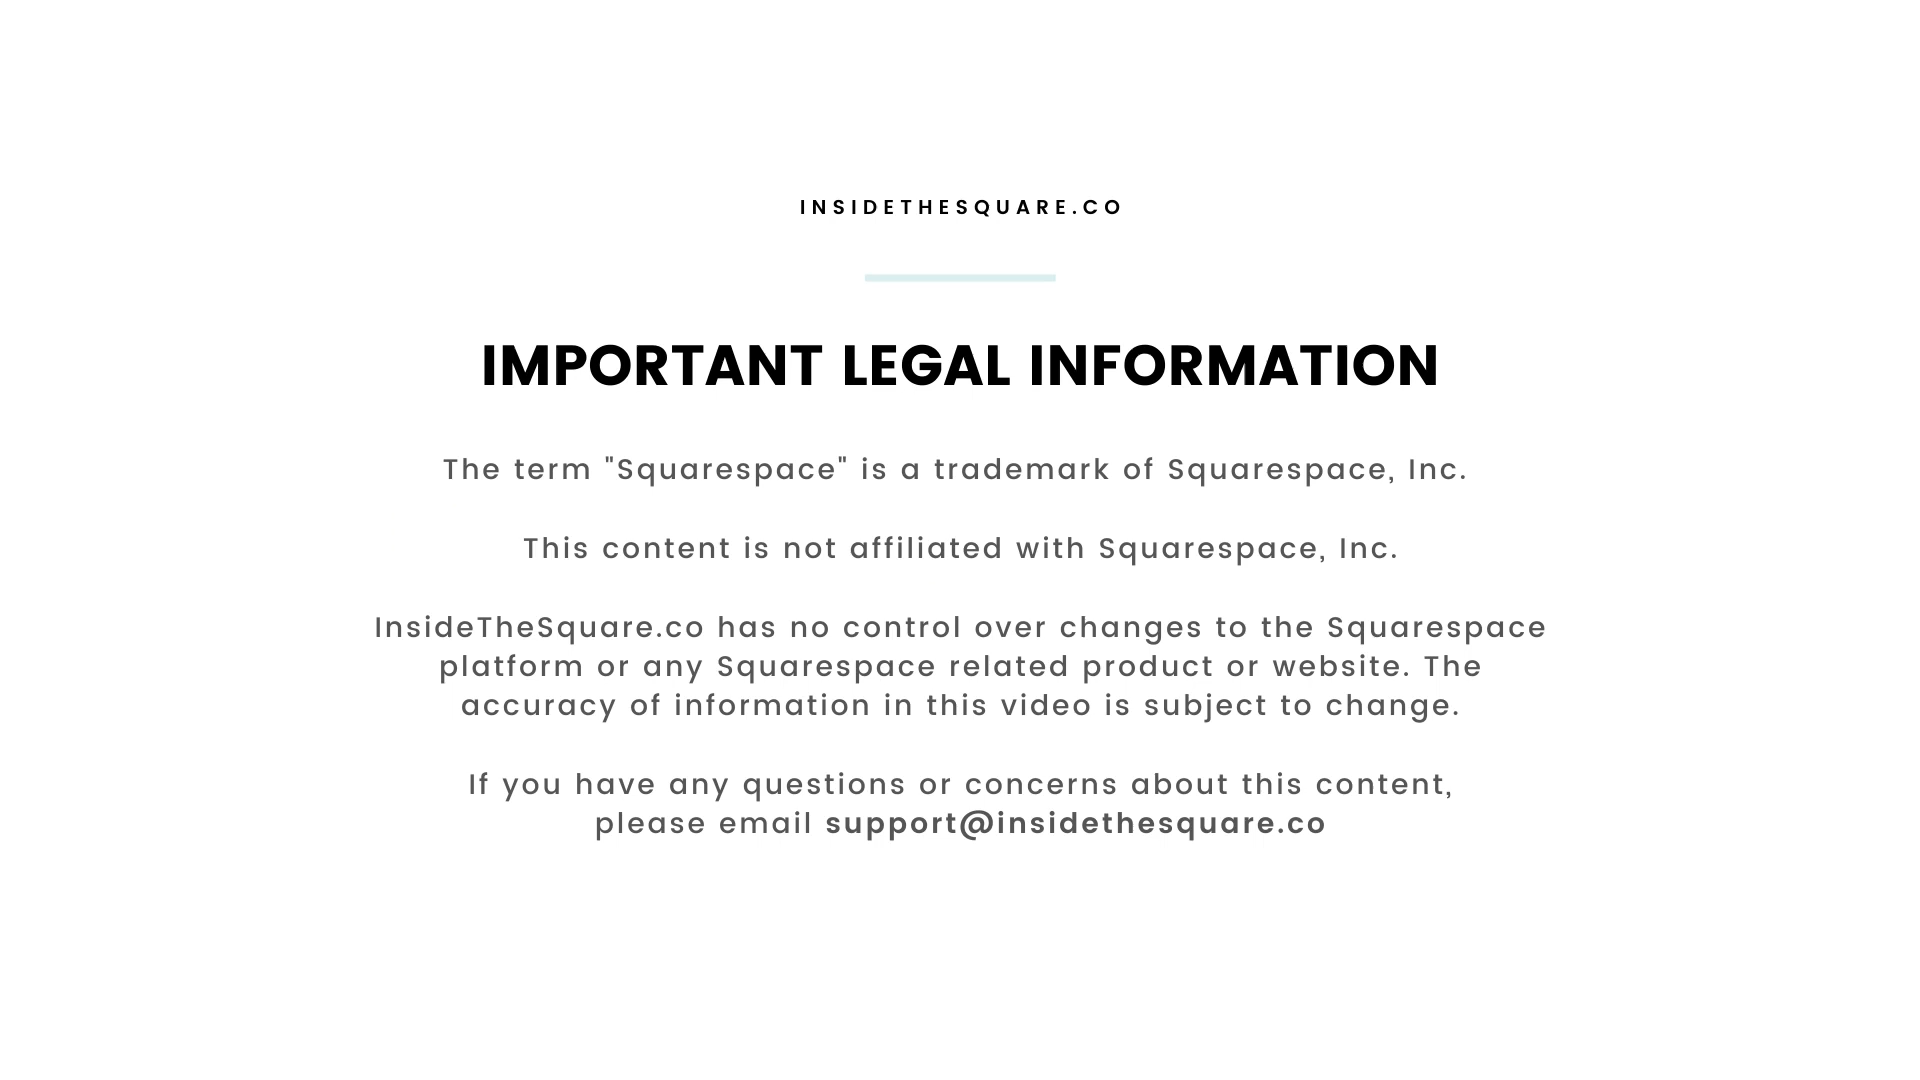 INSIDETHESQUARE.CO
IMPORTANT LEGAL INFORMATION
The term "Squarespace" is a trademark of Squarespace, Inc.
This content is not affiliated with Squarespace, Inc.
InsideTheSquare.co has no control over changes to the Squarespace
platform or any Squarespace related product or website. The
accuracy of information in this video is subject to change.
If you have any questions or concerns about this content,
please email support@insidethesquare.co